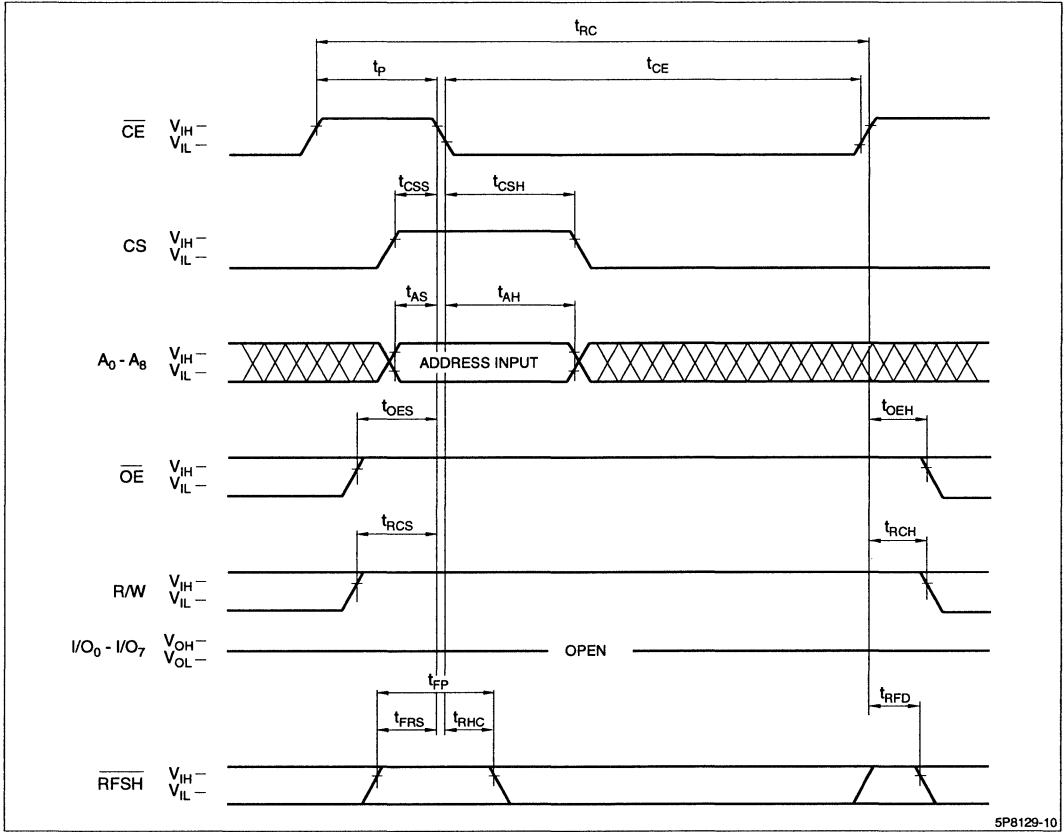 tRC
tP
tCE
CE VIH –
VIL –
tCSS
tCSH
CS VIH –
VIL –
tAS
tAH
A0 - A8 VIH –
VIL –
ADDRESS INPUT
tOES
tOEH
OE VIH –
VIL –
tRCS
tRCH
R/W VIH –
VIL –
I/O0 - I/O7 VOH –
VOL –
OPEN
tFP
tFRS
tRHC
tRFD
RFSH VIH –
VIL –
5P8129-10